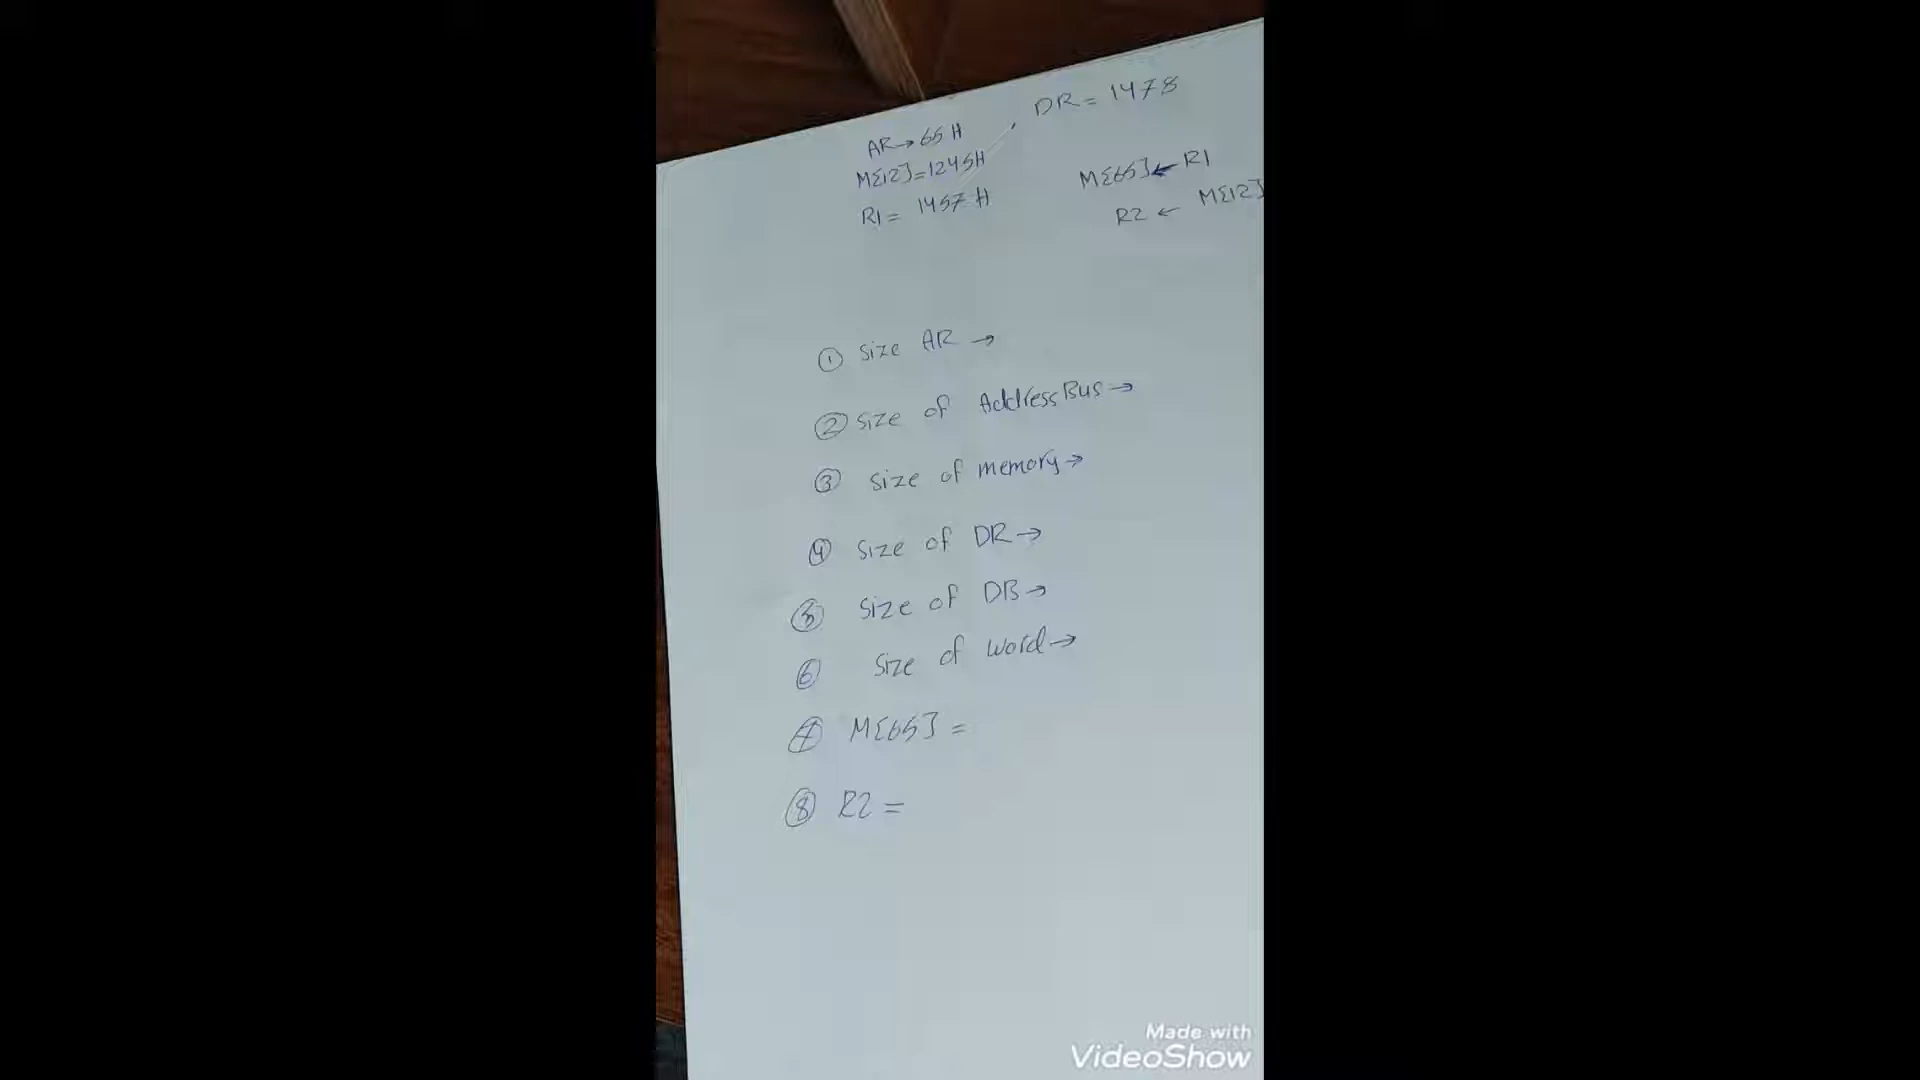 AR→65H
M[12]=1245H
R1= 1457H
, DR=1478
M[65]←R1
R2 ← M[12]
① size AR →
② size of Address Bus→
③ size of memory→
④ size of DR→
⑤ size of DB→
⑥ size of word→
⑦ M[65] =
⑧ R2 =
Made with
VideoShow